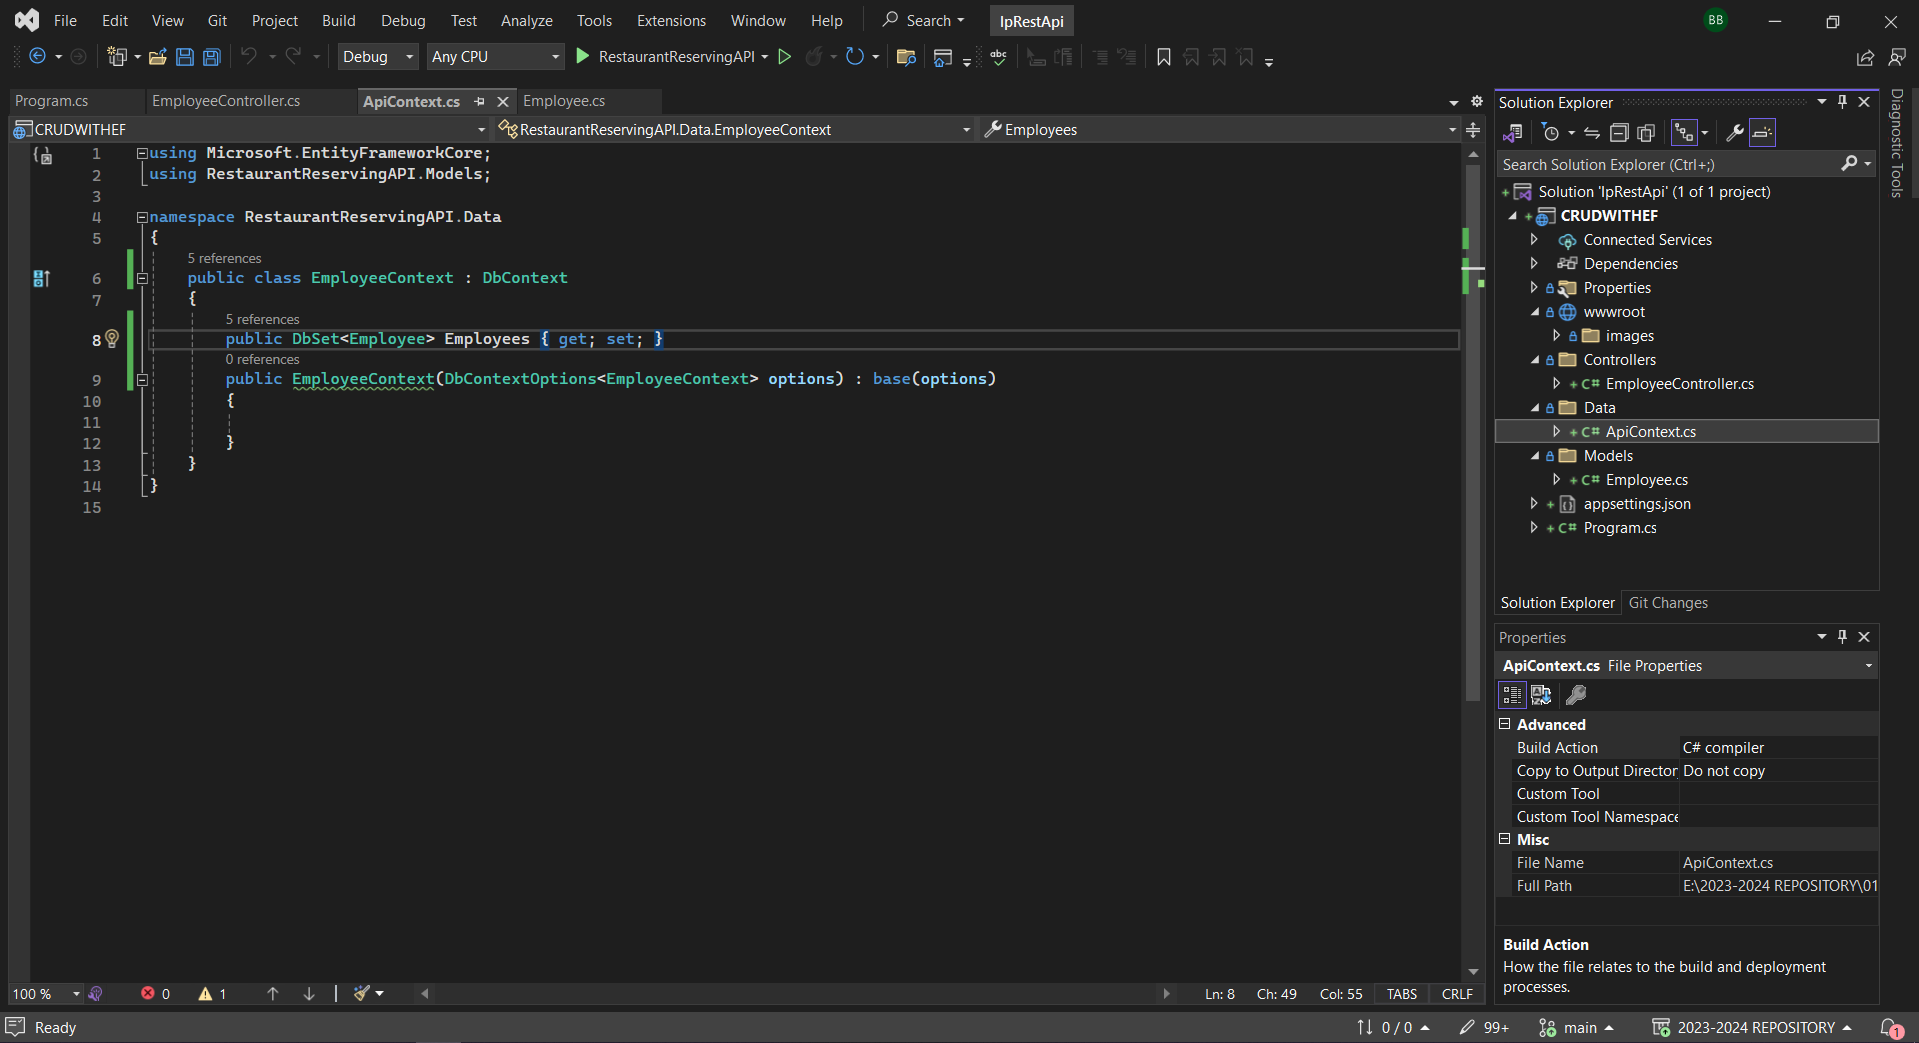 File Edit View Git Project Build Debug Test Analyze Tools Extensions Window Help Search IpRestApi BB
Debug Any CPU RestaurantReservingAPI
Program.cs EmployeeController.cs ApiContext.cs Employee.cs
CRUDWITHEF RestaurantReservingAPI.Data.EmployeeContext Employees
1 using Microsoft.EntityFrameworkCore;
2 using RestaurantReservingAPI.Models;
3
4 namespace RestaurantReservingAPI.Data
5 {
5 references
6 public class EmployeeContext : DbContext
7 {
5 references
8 public DbSet<Employee> Employees { get; set; }
0 references
9 public EmployeeContext(DbContextOptions<EmployeeContext> options) : base(options)
10 {
11
12 }
13 }
14 }
15
100 % 0 1 Ln: 8 Ch: 49 Col: 55 TABS CRLF
Solution Explorer
Search Solution Explorer (Ctrl+;)
Solution 'IpRestApi' (1 of 1 project)
CRUDWITHEF
Connected Services
Dependencies
Properties
wwwroot
images
Controllers
C# EmployeeController.cs
Data
C# ApiContext.cs
Models
C# Employee.cs
appsettings.json
C# Program.cs
Solution Explorer Git Changes
Properties
ApiContext.cs File Properties
Advanced
Build Action C# compiler
Copy to Output Director Do not copy
Custom Tool
Custom Tool Namespace
Misc
File Name ApiContext.cs
Full Path E:\2023-2024 REPOSITORY\01
Build Action
How the file relates to the build and deployment
processes.
Diagnostic Tools
Ready 0 / 0 99+ main 2023-2024 REPOSITORY 1